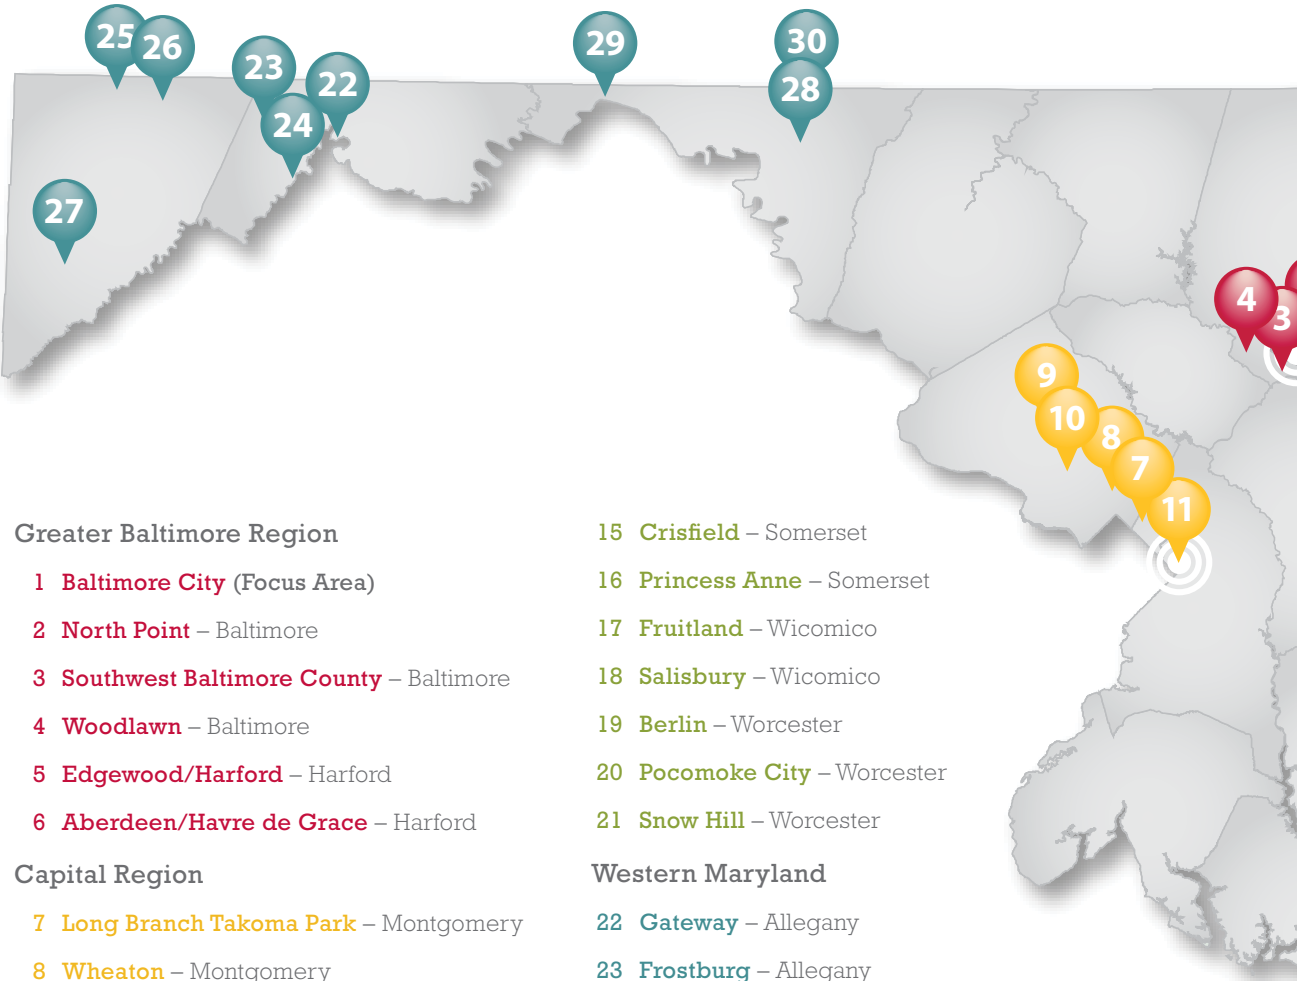 25
26
23
22
24
29
30
28
27
4
3
9
10
8
7
11
Greater Baltimore Region
1 Baltimore City (Focus Area)
2 North Point – Baltimore
3 Southwest Baltimore County – Baltimore
4 Woodlawn – Baltimore
5 Edgewood/Harford – Harford
6 Aberdeen/Havre de Grace – Harford
Capital Region
7 Long Branch Takoma Park – Montgomery
8 Wheaton – Montgomery
15 Crisfield – Somerset
16 Princess Anne – Somerset
17 Fruitland – Wicomico
18 Salisbury – Wicomico
19 Berlin – Worcester
20 Pocomoke City – Worcester
21 Snow Hill – Worcester
Western Maryland
22 Gateway – Allegany
23 Frostburg – Allegany